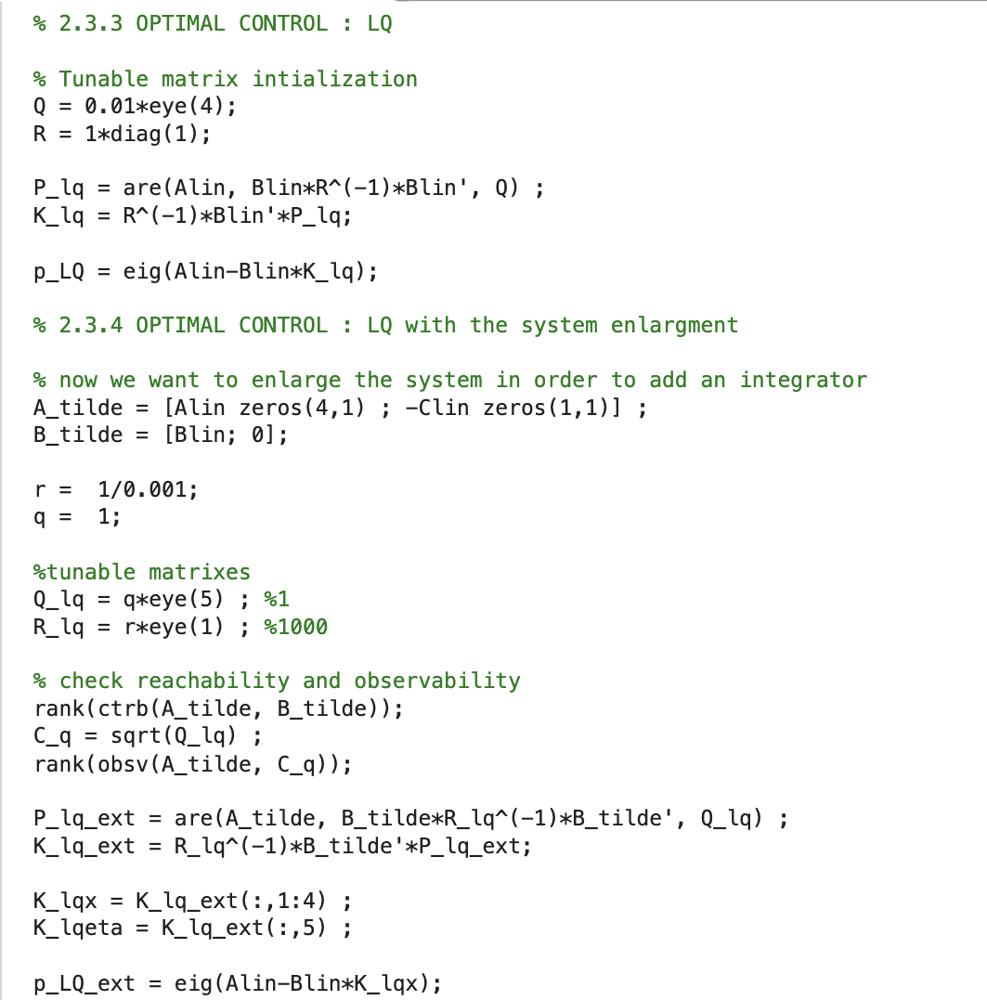 % 2.3.3 OPTIMAL CONTROL : LQ
% Tunable matrix intialization
Q = 0.01*eye(4);
R = 1*diag(1);
P_lq = are(Alin, Blin*R^(-1)*Blin', Q) ;
K_lq = R^(-1)*Blin'*P_lq;
p_LQ = eig(Alin-Blin*K_lq);
% 2.3.4 OPTIMAL CONTROL : LQ with the system enlargment
% now we want to enlarge the system in order to add an integrator
A_tilde = [Alin zeros(4,1) ; -Clin zeros(1,1)] ;
B_tilde = [Blin; 0];
r =  1/0.001;
q =  1;
%tunable matrixes
Q_lq = q*eye(5) ; %1
R_lq = r*eye(1) ; %1000
% check reachability and observability
rank(ctrb(A_tilde, B_tilde));
C_q = sqrt(Q_lq) ;
rank(obsv(A_tilde, C_q));
P_lq_ext = are(A_tilde, B_tilde*R_lq^(-1)*B_tilde', Q_lq) ;
K_lq_ext = R_lq^(-1)*B_tilde'*P_lq_ext;
K_lqx = K_lq_ext(:,1:4) ;
K_lqeta = K_lq_ext(:,5) ;
p_LQ_ext = eig(Alin-Blin*K_lqx);